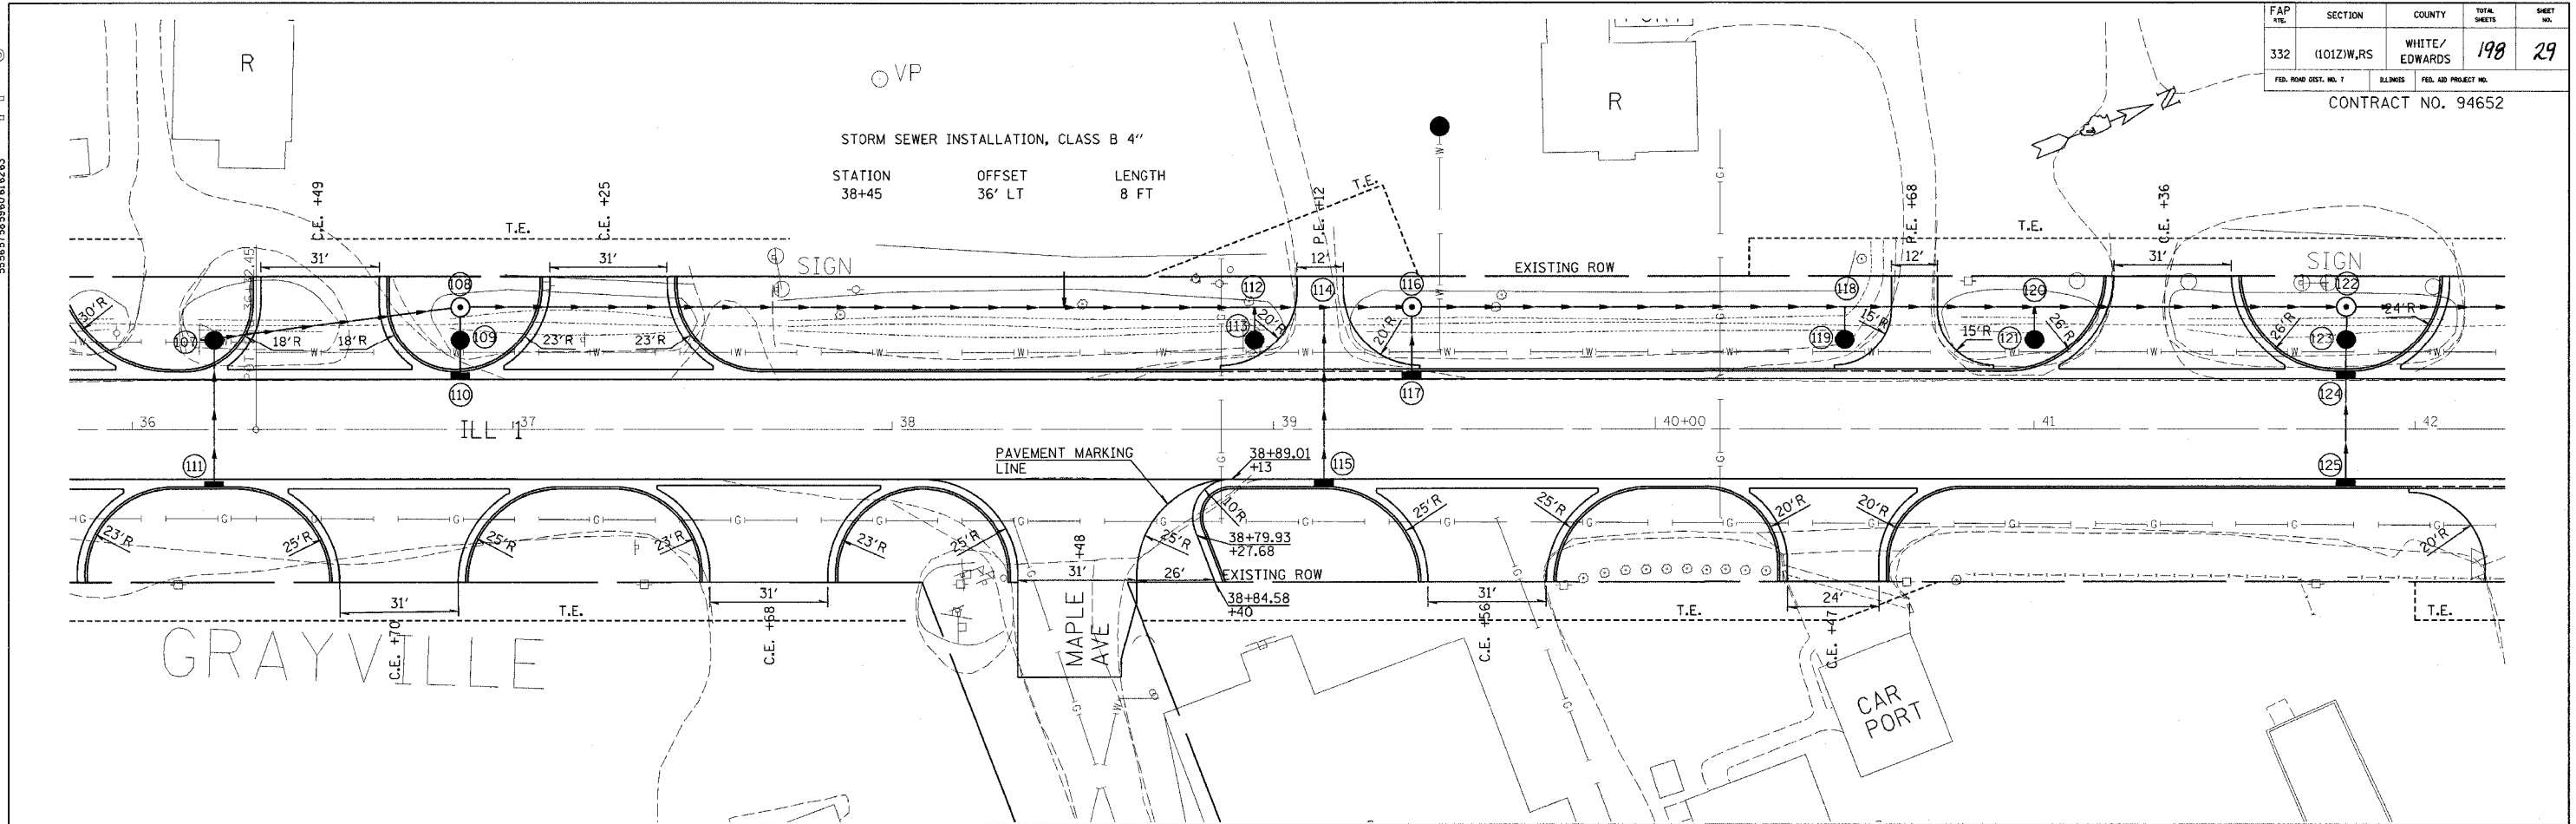 FAP RTE. SECTION COUNTY TOTAL SHEETS SHEET NO.
332 (101Z)W,RS WHITE/ EDWARDS 198 29
FED. ROAD DIST. NO. 7 ILLINOIS FED. AID PROJECT NO.
CONTRACT NO. 94652
R
VP
R
STORM SEWER INSTALLATION, CLASS B 4"
STATION OFFSET LENGTH
38+45 36' LT 8 FT
C.E. +49
C.E. +25
P.E. +12
P.E. +68
C.E. +36
T.E.
T.E.
T.E.
31'
31'
12'
12'
31'
SIGN
EXISTING ROW
SIGN
108
112
114
116
118
120
122
30'R
107
18'R
18'R
109
23'R
23'R
113
20'R
20'R
119
15'R
15'R
121
26'R
26'R
123
24'R
110
117
124
36
37
38
39
40+00
41
42
ILL 1
111
PAVEMENT MARKING
LINE
38+89.01
+13
115
125
23'R
25'R
25'R
23'R
23'R
25'R
25'R
10'R
25'R
25'R
20'R
20'R
20'R
38+79.93
+27.68
EXISTING ROW
38+84.58
+40
31'
31'
31'
26'
31'
24'
T.E.
T.E.
T.E.
C.E. +70
C.E. +68
+48
MAPLE
AVE
C.E. +56
C.E. +47
GRAYVILLE
CAR
PORT